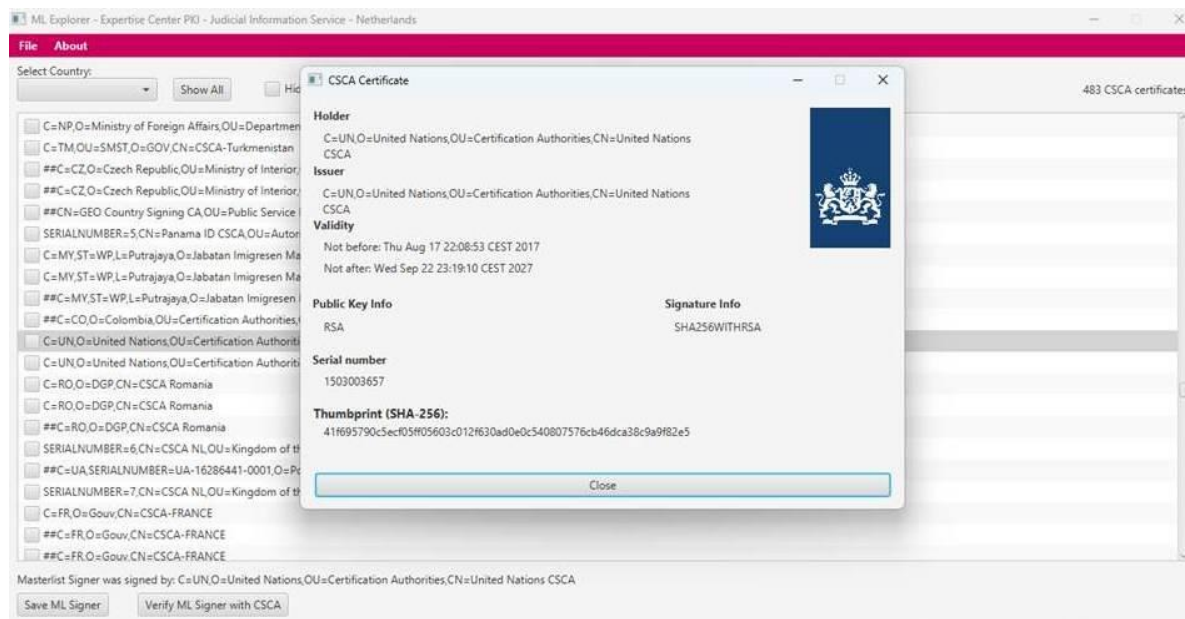 ML Explorer - Expertise Center PKI - Judicial Information Service - Netherlands
File About
Select Country:
Show All
483 CSCA certificates
C=NP,O=Ministry of Foreign Affairs,OU=Departmen
C=TM,OU=SMST,O=GOV,CN=CSCA-Turkmenistan
##C=CZ,O=Czech Republic,OU=Ministry of Interior,
##C=CZ,O=Czech Republic,OU=Ministry of Interior,
##CN=GEO Country Signing CA,OU=Public Service
SERIALNUMBER=5,CN=Panama ID CSCA,OU=Autor
C=MY,ST=WP,L=Putrajaya,O=Jabatan Imigresen Ma
C=MY,ST=WP,L=Putrajaya,O=Jabatan Imigresen Ma
##C=MY,ST=WP,L=Putrajaya,O=Jabatan Imigresen
##C=CO,O=Colombia,OU=Certification Authorities,
C=UN,O=United Nations,OU=Certification Authoriti
C=UN,O=United Nations,OU=Certification Authoriti
C=RO,O=DGP,CN=CSCA Romania
C=RO,O=DGP,CN=CSCA Romania
##C=RO,O=DGP,CN=CSCA Romania
SERIALNUMBER=6,CN=CSCA NL,OU=Kingdom of th
##C=UA,SERIALNUMBER=UA-16286441-0001,O=Po
SERIALNUMBER=7,CN=CSCA NL,OU=Kingdom of th
C=FR,O=Gouv,CN=CSCA-FRANCE
##C=FR,O=Gouv,CN=CSCA-FRANCE
##C=FR,O=Gouv,CN=CSCA-FRANCE
CSCA Certificate
Holder
C=UN,O=United Nations,OU=Certification Authorities,CN=United Nations
CSCA
Issuer
C=UN,O=United Nations,OU=Certification Authorities,CN=United Nations
CSCA
Validity
Not before: Thu Aug 17 22:08:53 CEST 2017
Not after: Wed Sep 22 23:19:10 CEST 2027
Public Key Info Signature Info
RSA SHA256WITHRSA
Serial number
1503003657
Thumbprint (SHA-256):
41f695790c5ecf05ff05603c012f630ad0e0c540807576cb46dca38c9a9f82e5
Close
Masterlist Signer was signed by: C=UN,O=United Nations,OU=Certification Authorities,CN=United Nations CSCA
Save ML Signer Verify ML Signer with CSCA